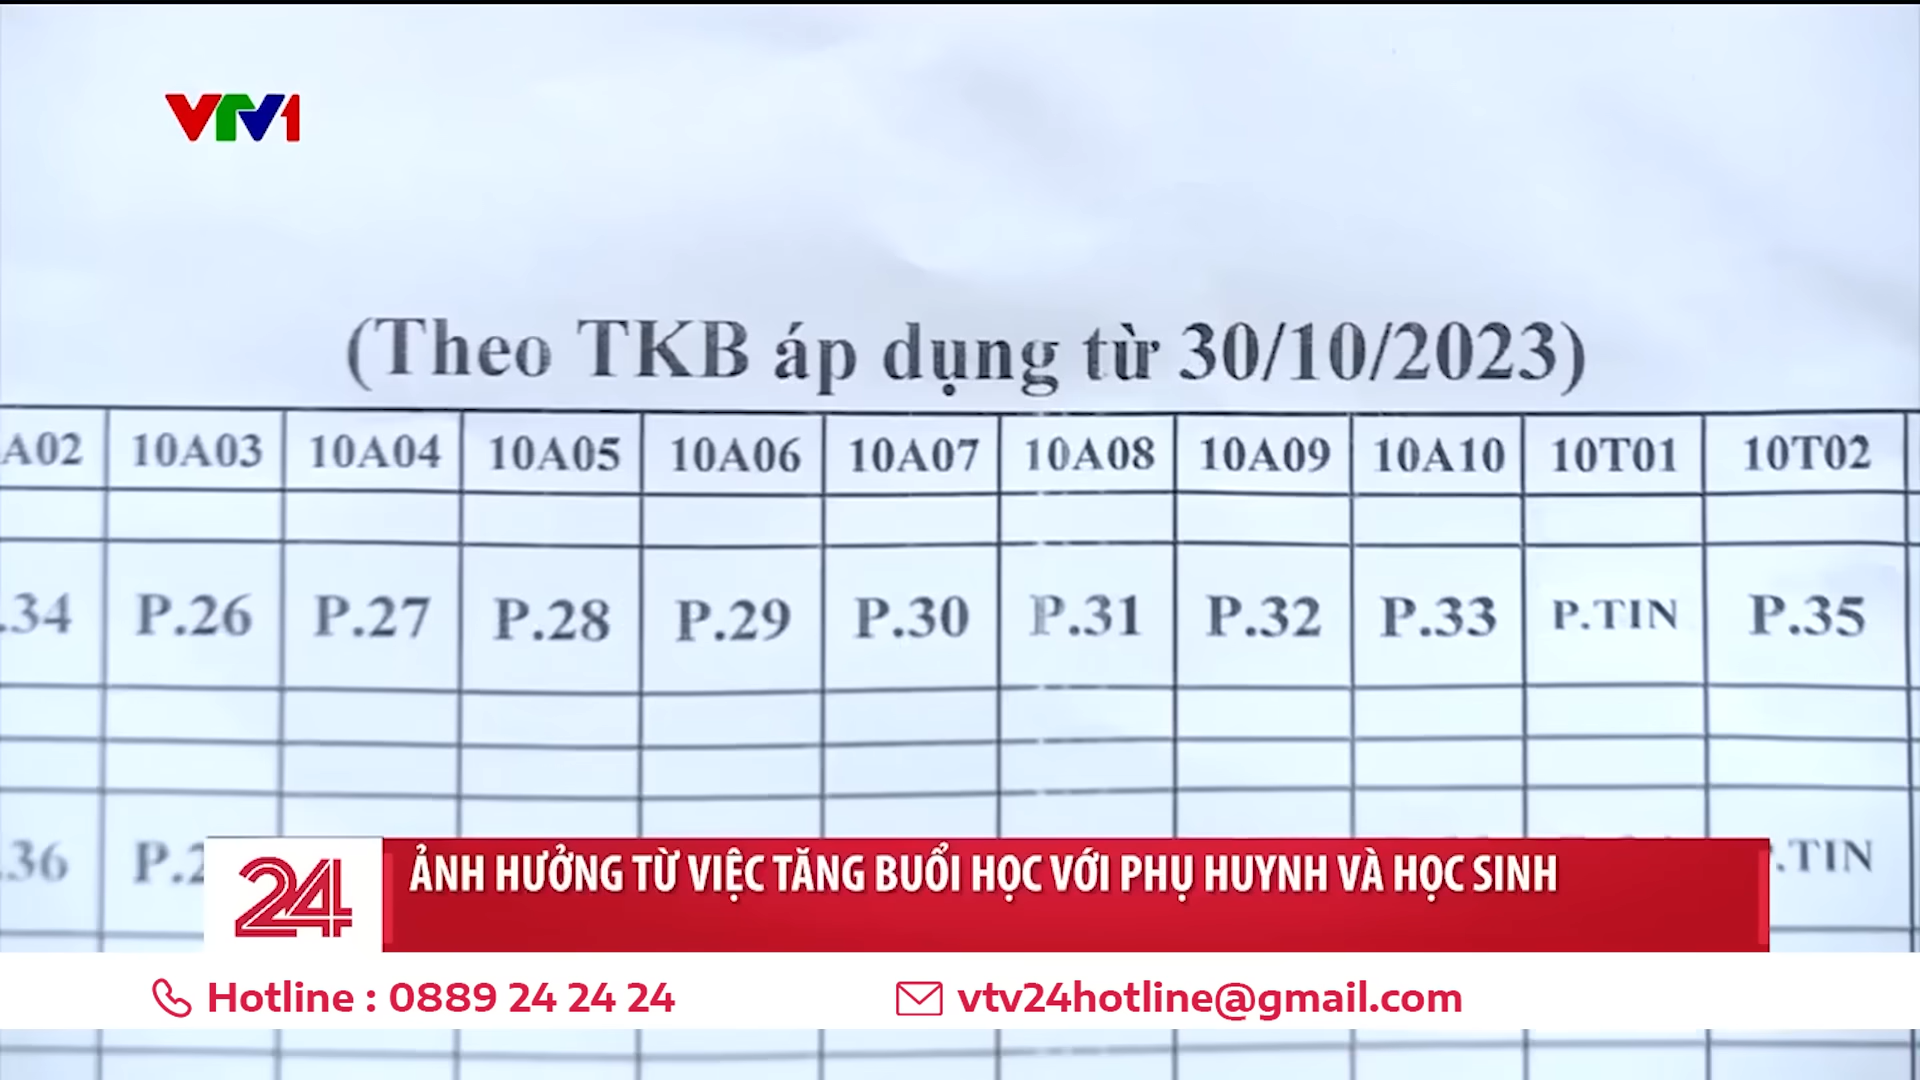 VTV1
(Theo TKB áp dụng từ 30/10/2023)
A02 10A03 10A04 10A05 10A06 10A07 10A08 10A09 10A10 10T01 10T02
.34 P.26 P.27 P.28 P.29 P.30 P.31 P.32 P.33 P.TIN P.35
.36 P.2 .TIN
24 ẢNH HƯỞNG TỪ VIỆC TĂNG BUỔI HỌC VỚI PHỤ HUYNH VÀ HỌC SINH
Hotline : 0889 24 24 24 vtv24hotline@gmail.com